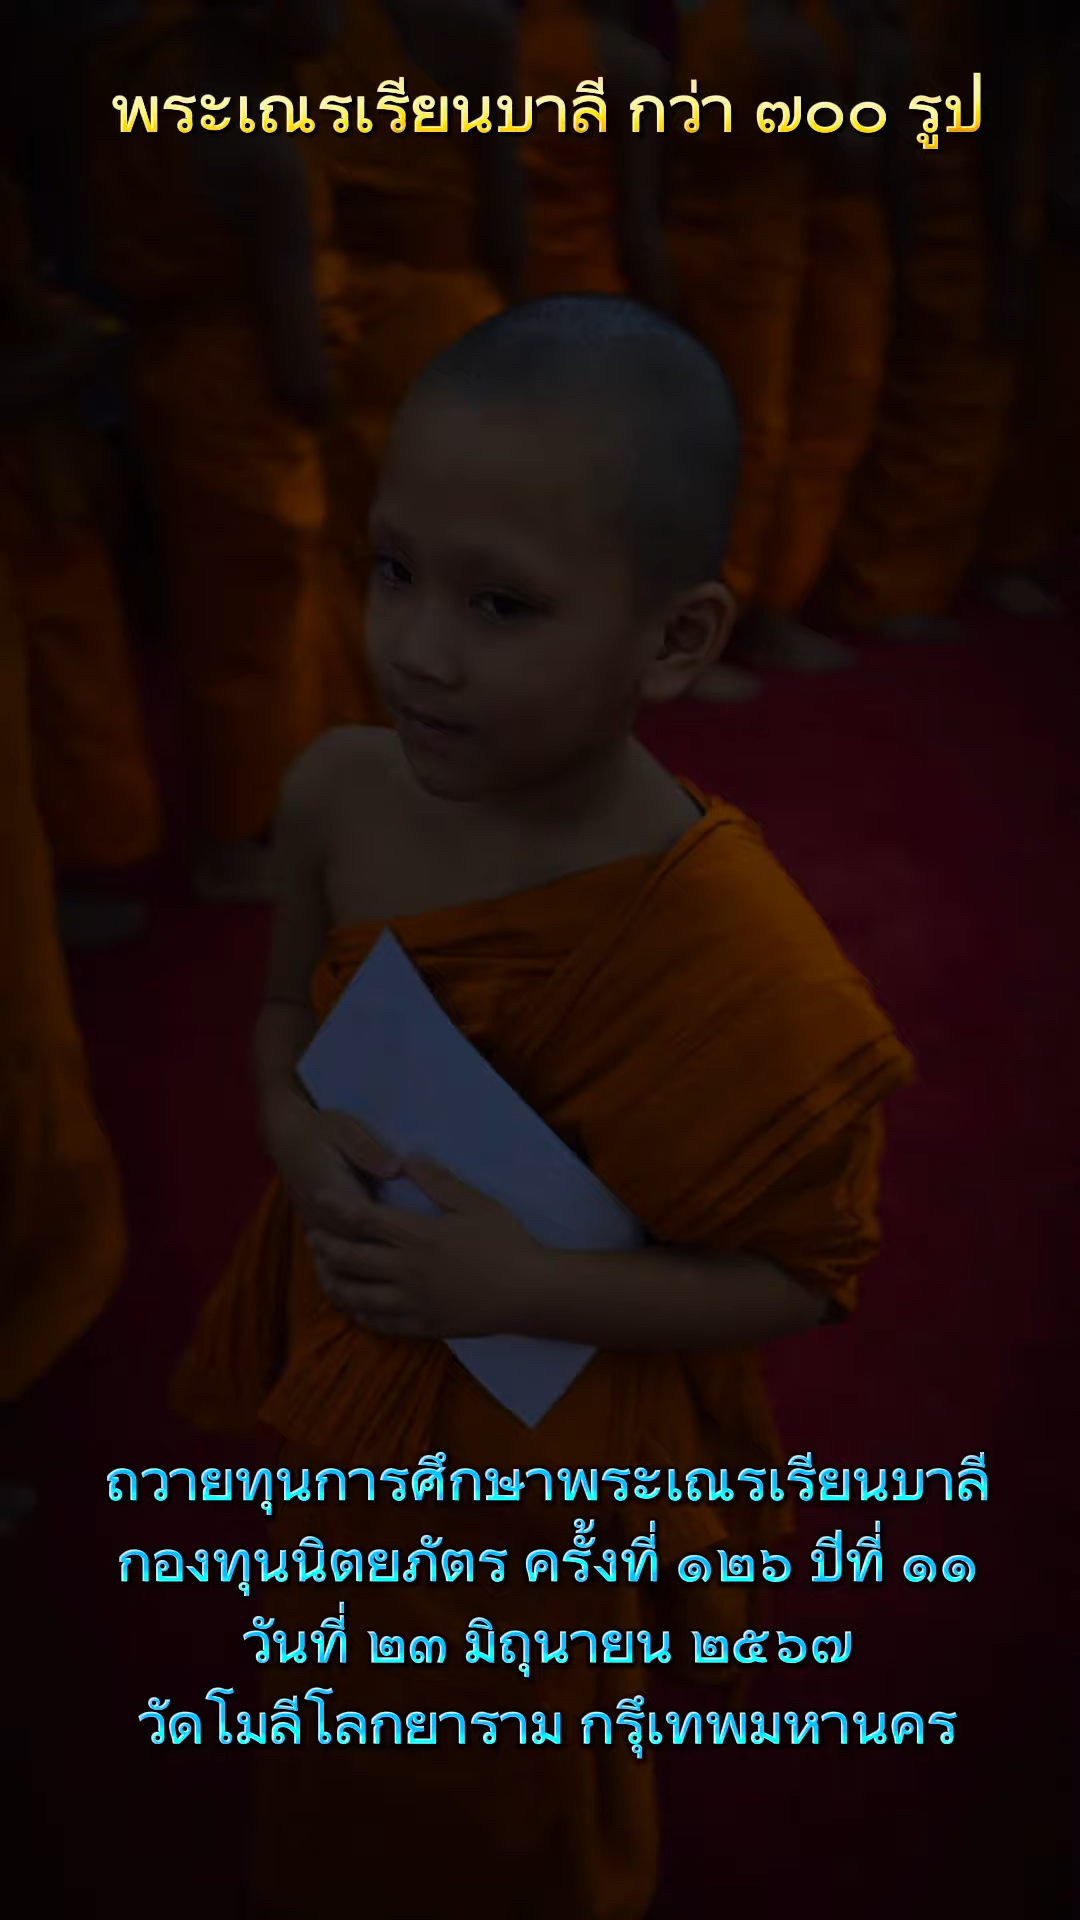 พระเณรเรียนบาลี กว่า ๗๐๐ รูป
ถวายทุนการศึกษาพระเณรเรียนบาลี
กองทุนนิตยภัตร ครั้งที่ ๑๒๖ ปีที่ ๑๑
วันที่ ๒๓ มิถุนายน ๒๕๖๗
วัดโมลีโลกยาราม กรุึเทพมหานคร